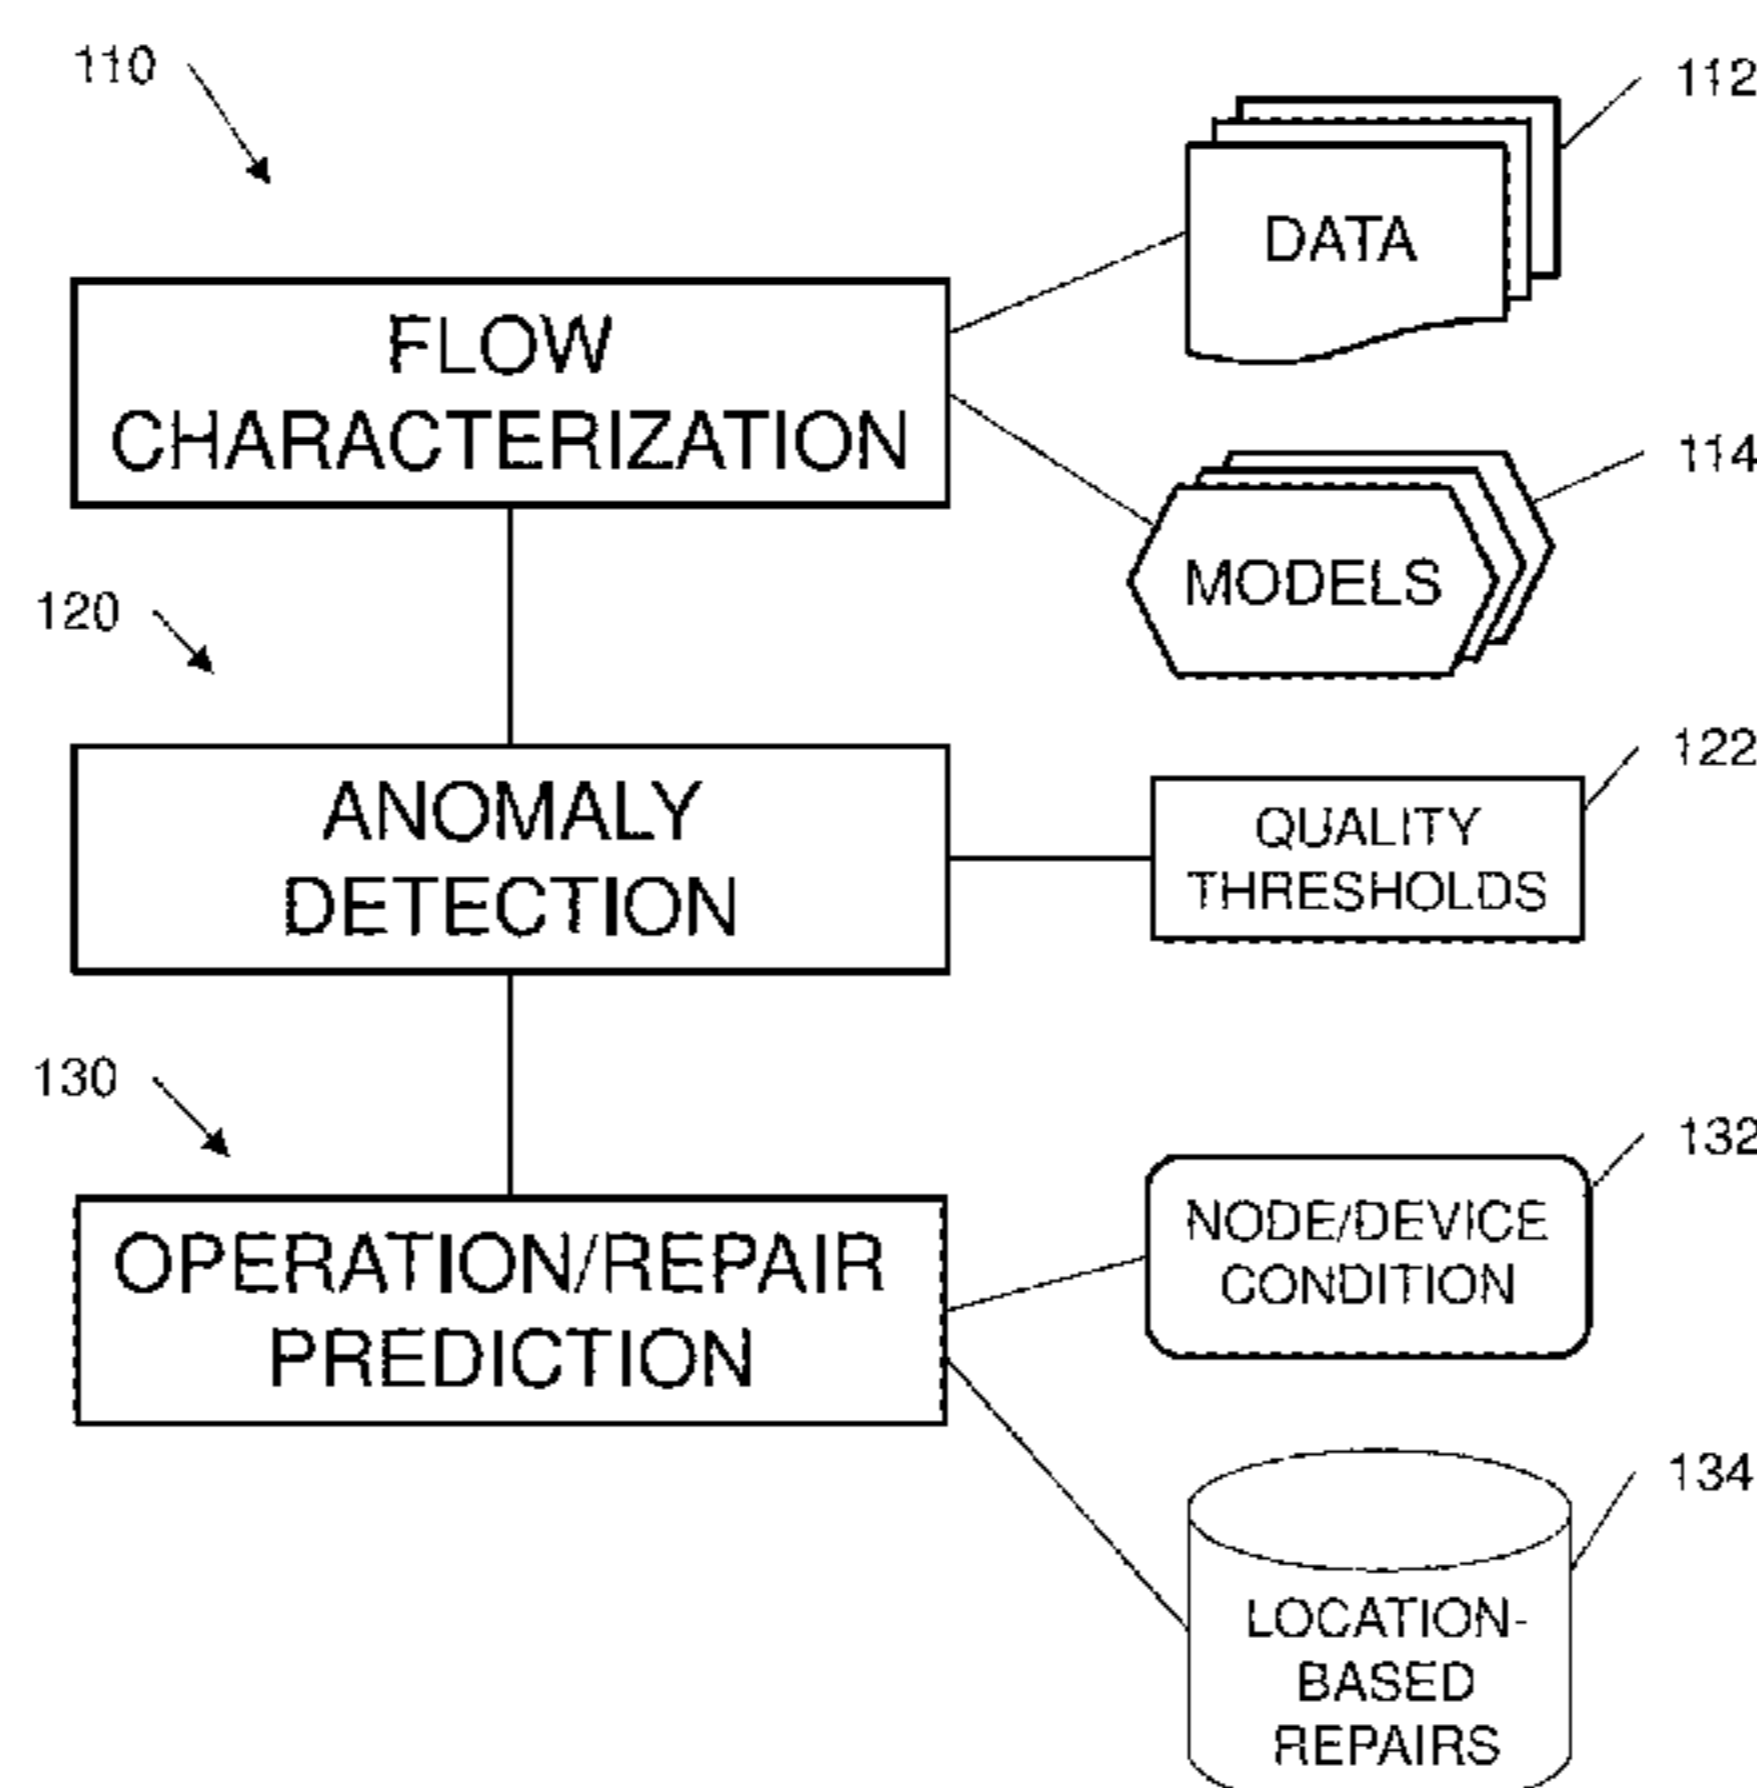 110
112
DATA
FLOW
CHARACTERIZATION
114
MODELS
120
122
ANOMALY
DETECTION
QUALITY
THRESHOLDS
130
132
OPERATION/REPAIR
PREDICTION
NODE/DEVICE
CONDITION
134
LOCATION-
BASED
REPAIRS